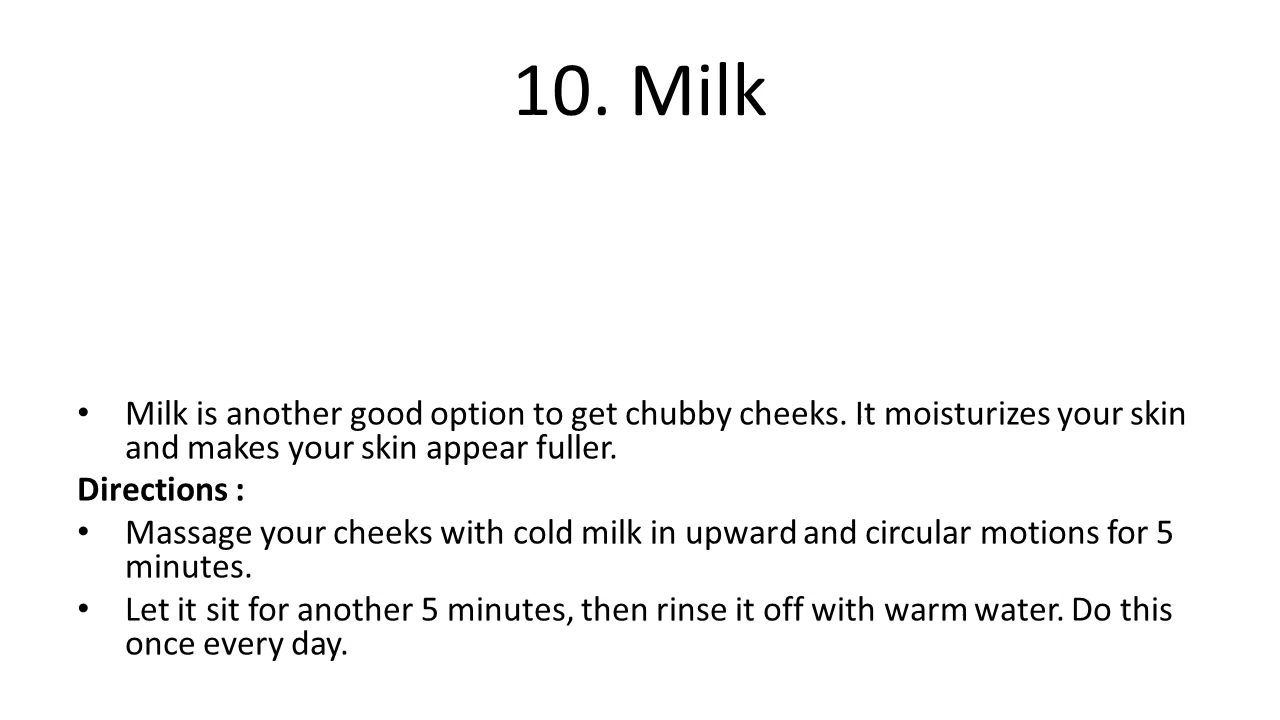 10. Milk
• Milk is another good option to get chubby cheeks. It moisturizes your skin
and makes your skin appear fuller.
Directions :
• Massage your cheeks with cold milk in upward and circular motions for 5
minutes.
• Let it sit for another 5 minutes, then rinse it off with warm water. Do this
once every day.